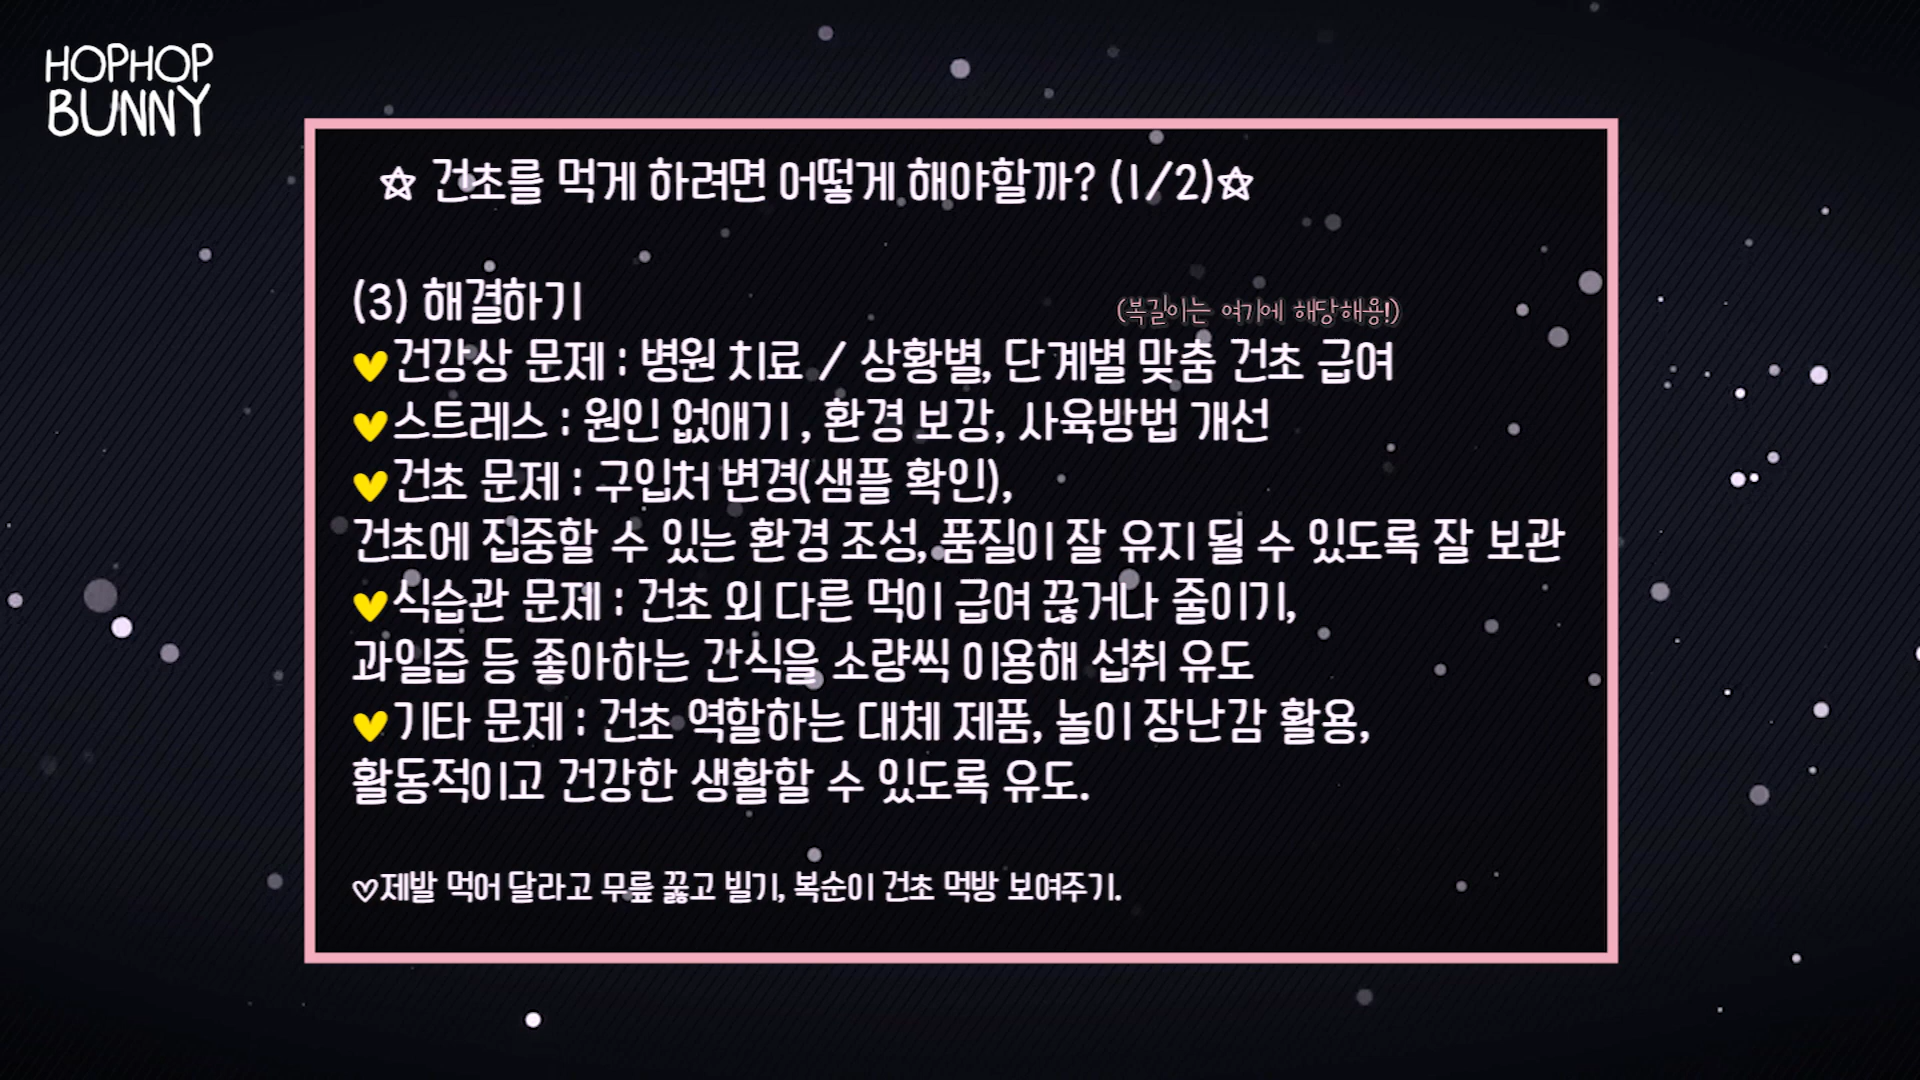 HOPHOP
BUNNY
☆ 건초를 먹게 하려면 어떻게 해야할까? (1/2)☆
(3) 해결하기
(복길이는 여기에 해당해용!)
💛건강상 문제 : 병원 치료 / 상황별, 단계별 맞춤 건초 급여
💛스트레스 : 원인 없애기 , 환경 보강, 사육방법 개선
💛건초 문제 : 구입처 변경(샘플 확인),
건초에 집중할 수 있는 환경 조성, 품질이 잘 유지 될 수 있도록 잘 보관
💛식습관 문제 : 건초 외 다른 먹이 급여 끊거나 줄이기,
과일즙 등 좋아하는 간식을 소량씩 이용해 섭취 유도
💛기타 문제 : 건초 역할하는 대체 제품, 놀이 장난감 활용,
활동적이고 건강한 생활할 수 있도록 유도.
♡제발 먹어 달라고 무릎 꿇고 빌기, 복순이 건초 먹방 보여주기.